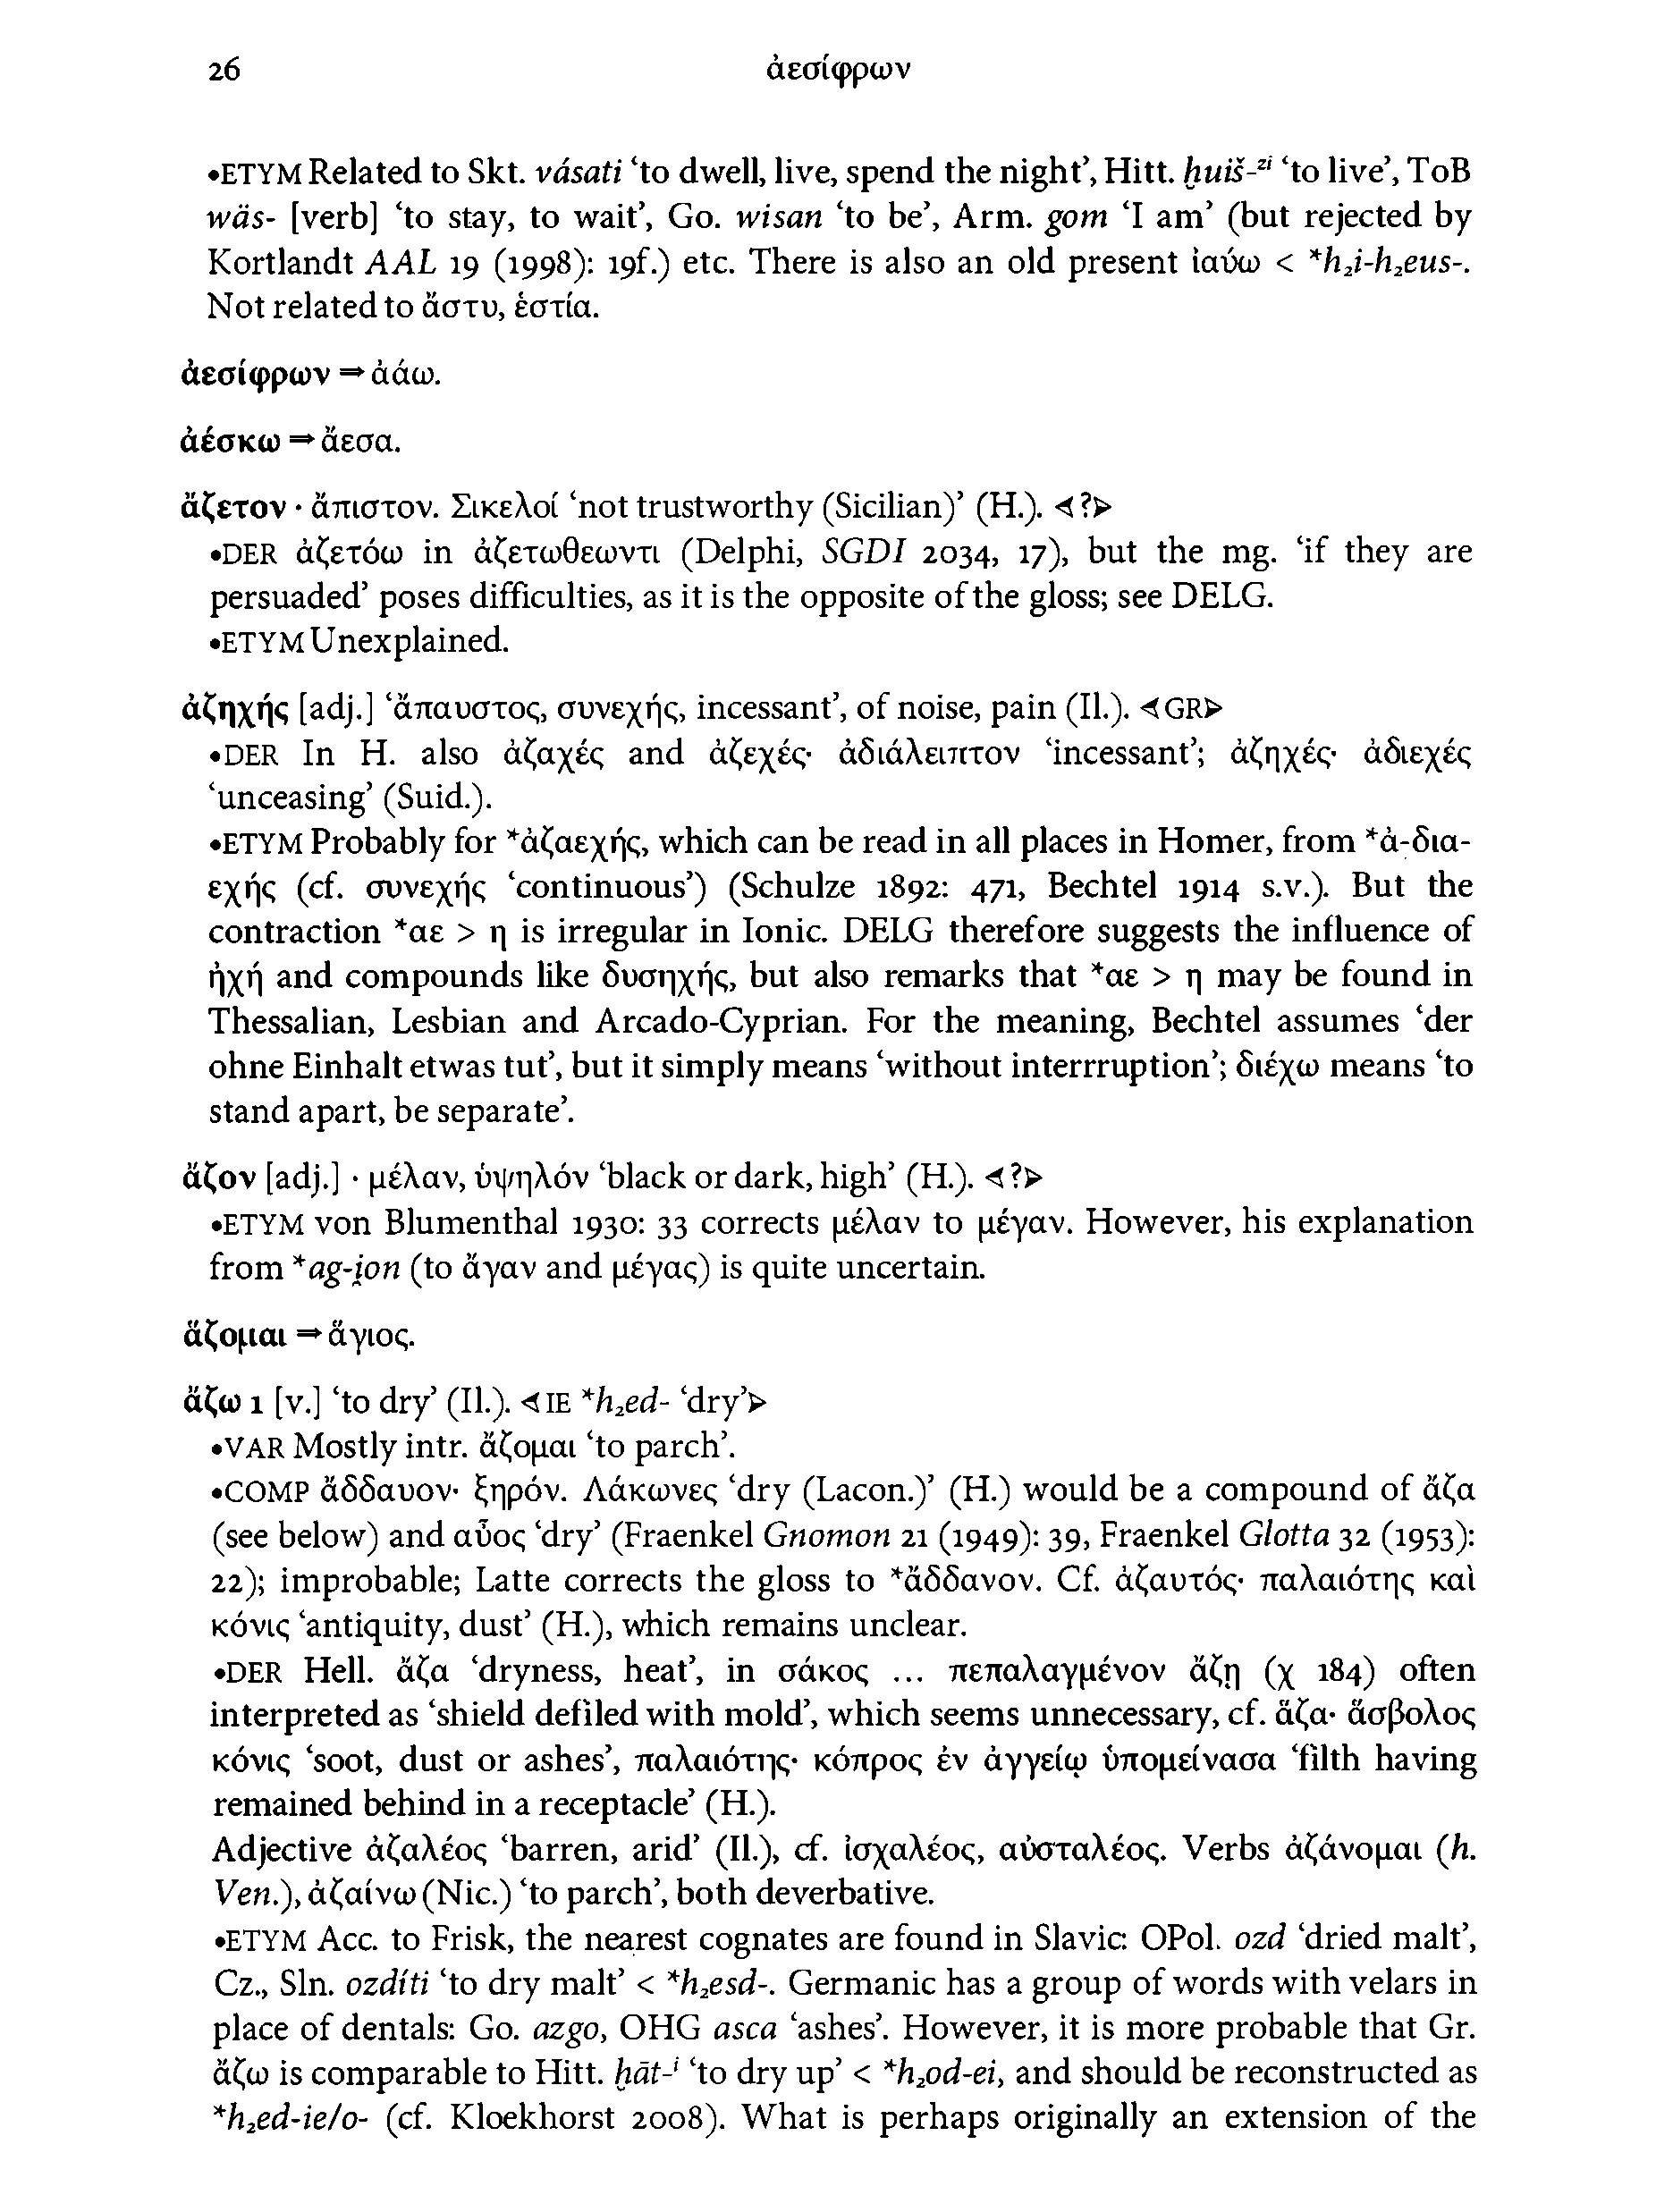 26 ἀεσίφρων
•ETYM Related to Skt. vásati ‘to dwell, live, spend the night’, Hitt. ḫuiš-ᶻⁱ ‘to live’, ToB
wäs- [verb] ‘to stay, to wait’, Go. wisan ‘to be’, Arm. gom ‘I am’ (but rejected by
Kortlandt AAL 19 (1998): 19f.) etc. There is also an old present ἰαύω < *h₂i-h₂eus-.
Not related to ἄστυ, ἑστία.
ἀεσίφρων ⇒ ἀάω.
ἀέσκω ⇒ ἄεσα.
ἄζετον · ἄπιστον. Σικελοί ‘not trustworthy (Sicilian)’ (H.). ⊲?⊳
•DER ἀζετόω in ἀζετωθεωντι (Delphi, SGDI 2034, 17), but the mg. ‘if they are
persuaded’ poses difficulties, as it is the opposite of the gloss; see DELG.
•ETYM Unexplained.
ἀζηχής [adj.] ‘ἄπαυστος, συνεχής, incessant’, of noise, pain (Il.). ⊲GR⊳
•DER In H. also ἀζαχές and ἀζεχές· ἀδιάλειπτον ‘incessant’; ἀζηχές· ἀδιεχές
‘unceasing’ (Suid.).
•ETYM Probably for *ἀζαεχής, which can be read in all places in Homer, from *ἀ-δια-
εχής (cf. συνεχής ‘continuous’) (Schulze 1892: 471, Bechtel 1914 s.v.). But the
contraction *αε > η is irregular in Ionic. DELG therefore suggests the influence of
ἠχή and compounds like δυσηχής, but also remarks that *αε > η may be found in
Thessalian, Lesbian and Arcado-Cyprian. For the meaning, Bechtel assumes ‘der
ohne Einhalt etwas tut’, but it simply means ‘without interrruption’; διέχω means ‘to
stand apart, be separate’.
ἄζον [adj.] · μέλαν, ὑψηλόν ‘black or dark, high’ (H.). ⊲?⊳
•ETYM von Blumenthal 1930: 33 corrects μέλαν to μέγαν. However, his explanation
from *ag-i̯on (to ἄγαν and μέγας) is quite uncertain.
ἅζομαι ⇒ ἅγιος.
ἄζω 1 [v.] ‘to dry’ (Il.). ⊲IE *h₂ed- ‘dry’⊳
•VAR Mostly intr. ἄζομαι ‘to parch’.
•COMP ἄδδαυον· ξηρόν. Λάκωνες ‘dry (Lacon.)’ (H.) would be a compound of ἄζα
(see below) and αὖος ‘dry’ (Fraenkel Gnomon 21 (1949): 39, Fraenkel Glotta 32 (1953):
22); improbable; Latte corrects the gloss to *ἄδδανον. Cf. ἀζαυτός· παλαιότης καὶ
κόνις ‘antiquity, dust’ (H.), which remains unclear.
•DER Hell. ἄζα ‘dryness, heat’, in σάκος ... πεπαλαγμένον ἄζῃ (χ 184) often
interpreted as ‘shield defiled with mold’, which seems unnecessary, cf. ἄζα· ἄσβολος
κόνις ‘soot, dust or ashes’, παλαιότης· κόπρος ἐν ἀγγείῳ ὑπομείνασα ‘filth having
remained behind in a receptacle’ (H.).
Adjective ἀζαλέος ‘barren, arid’ (Il.), cf. ἰσχαλέος, αὐσταλέος. Verbs ἀζάνομαι (h.
Ven.), ἀζαίνω (Nic.) ‘to parch’, both deverbative.
•ETYM Acc. to Frisk, the nearest cognates are found in Slavic: OPol. ozd ‘dried malt’,
Cz., Sln. ozdíti ‘to dry malt’ < *h₂esd-. Germanic has a group of words with velars in
place of dentals: Go. azgo, OHG asca ‘ashes’. However, it is more probable that Gr.
ἄζω is comparable to Hitt. ḫāt-ⁱ ‘to dry up’ < *h₂od-ei, and should be reconstructed as
*h₂ed-ie/o- (cf. Kloekhorst 2008). What is perhaps originally an extension of the